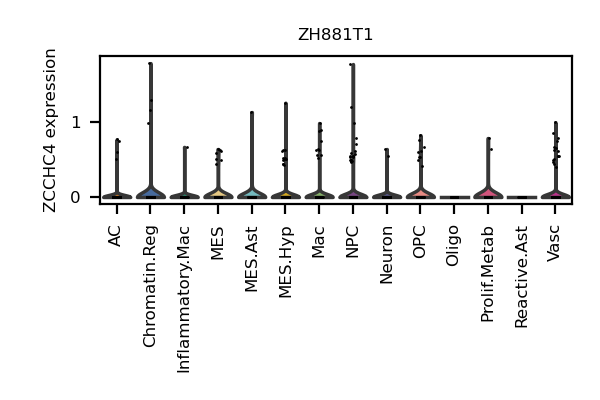 ZH881T1
ZCCHC4 expression
1
0
AC
Chromatin.Reg
Inflammatory.Mac
MES
MES.Ast
MES.Hyp
Mac
NPC
Neuron
OPC
Oligo
Prolif.Metab
Reactive.Ast
Vasc